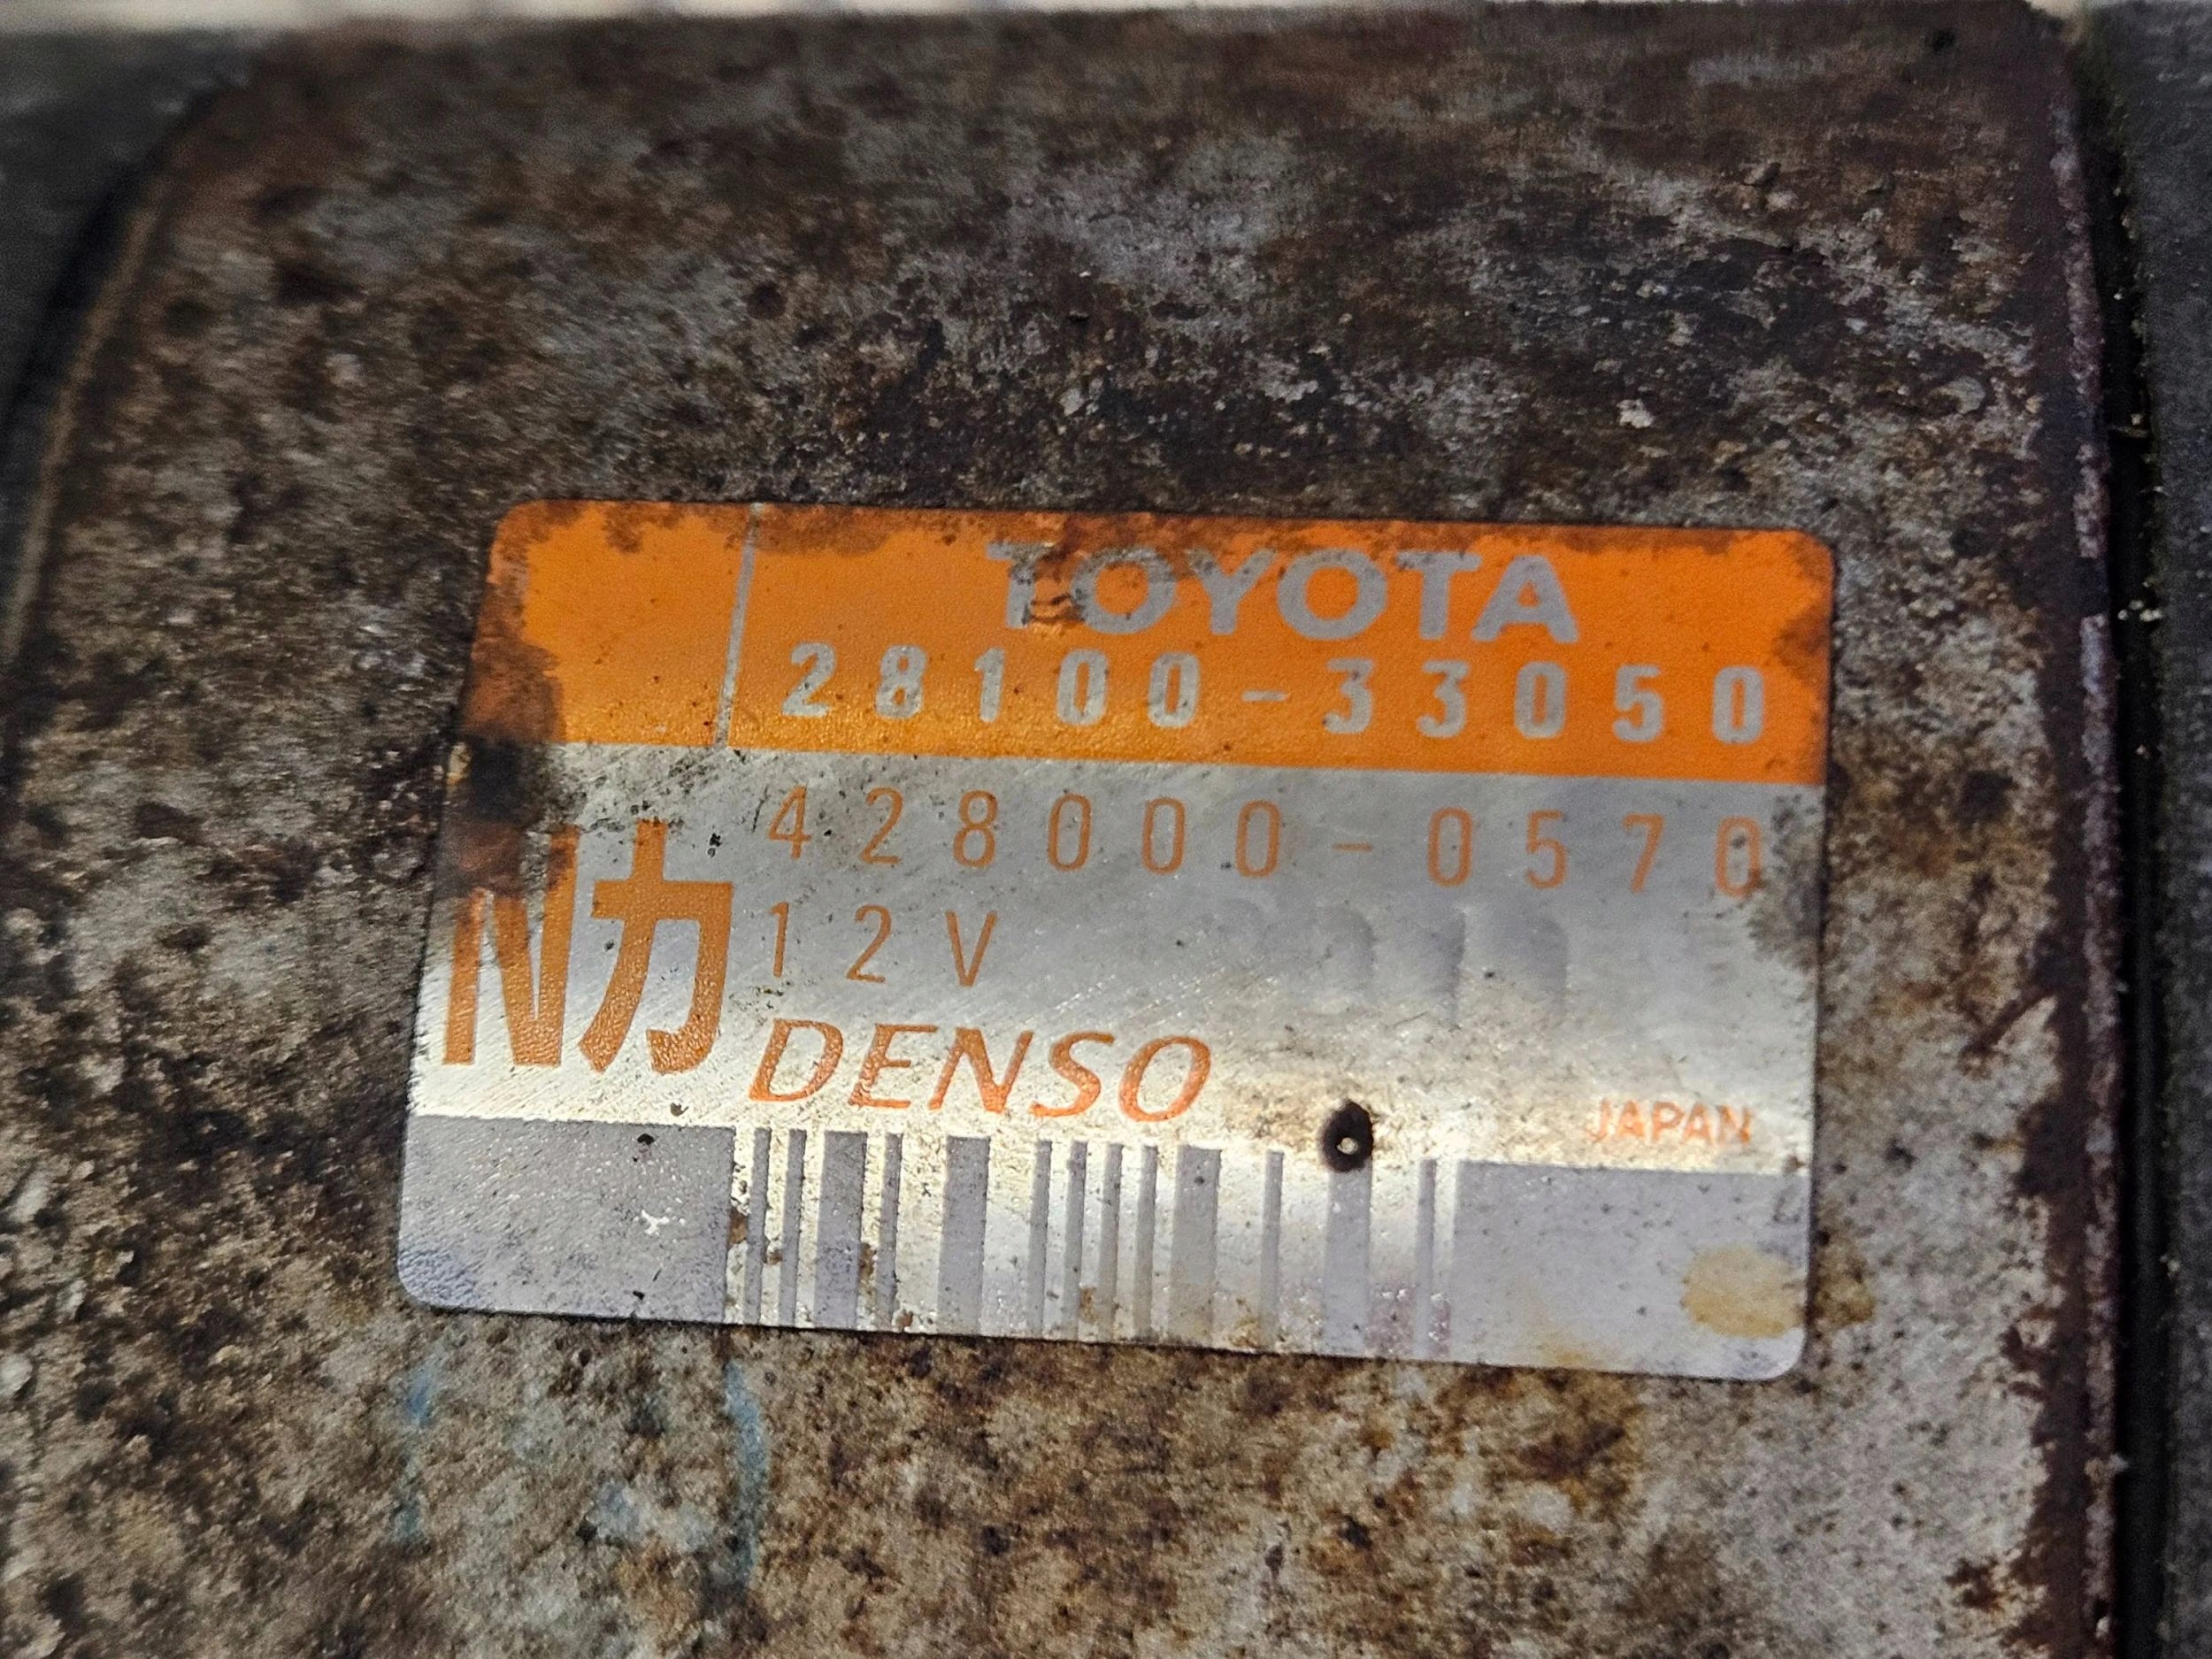 TOYOTA
28100-33050
428000-0570
Nカ
12V
DENSO
JAPAN